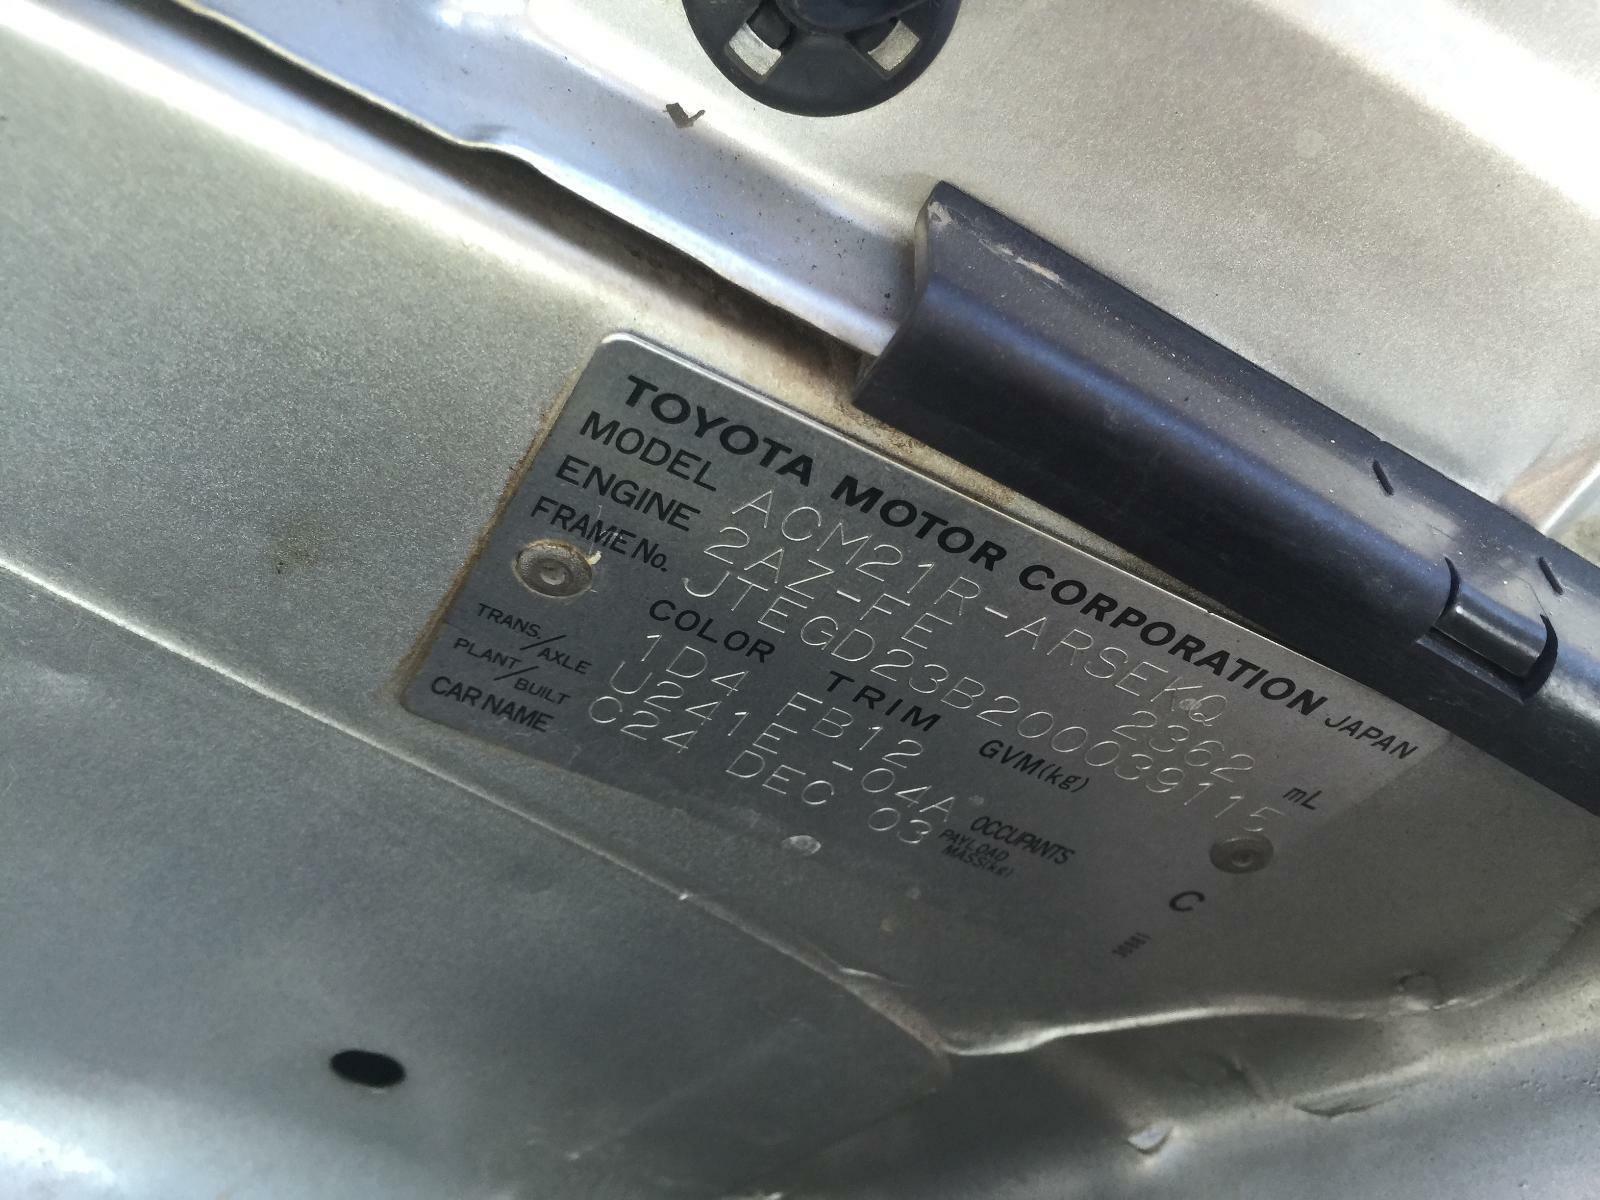 TOYOTA MOTOR CORPORATION JAPAN
MODEL ACM21R-ARSEKQ
ENGINE 2AZ-FE 2362 mL
FRAME No. JTEGD23B200039115
COLOR TRIM GVM(kg)
1D4 FB12
TRANS./AXLE U241E -04A OCCUPANTS
PLANT/BUILT C24 DEC 03 PAYLOAD MASS(kg)
CAR NAME
C